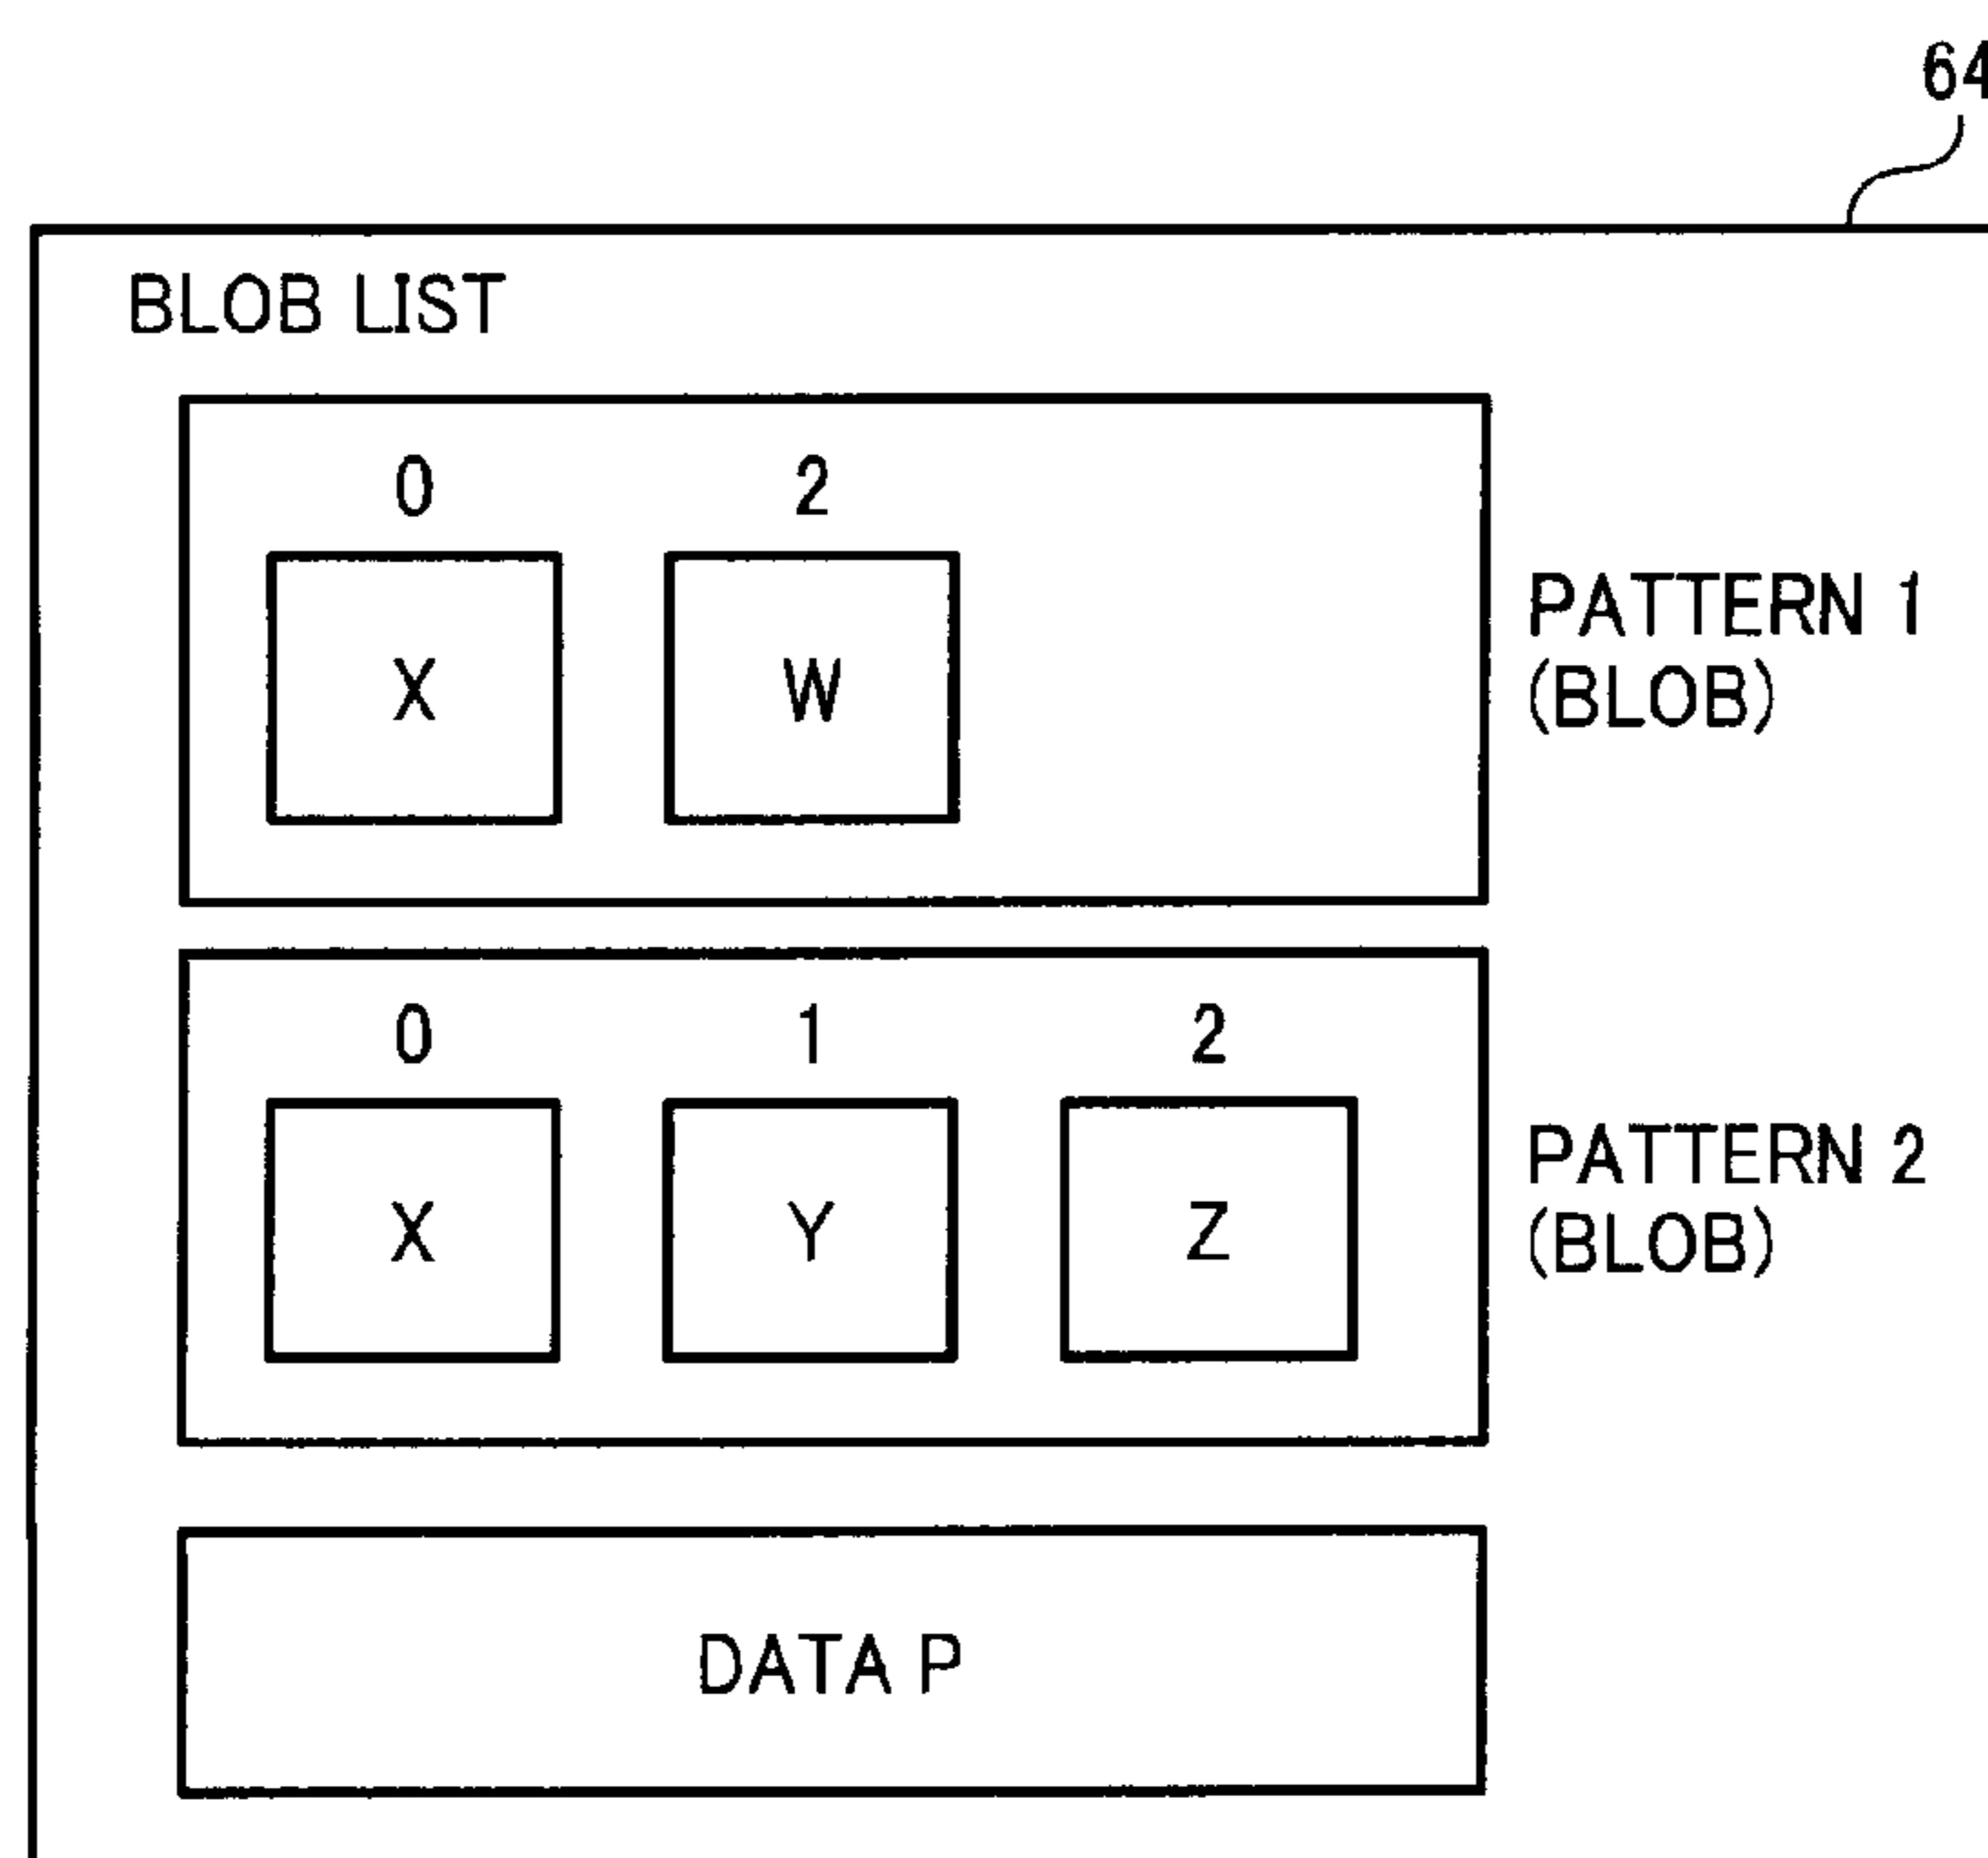 64
BLOB LIST
0 2
X W
PATTERN 1
(BLOB)
0 1 2
X Y Z
PATTERN 2
(BLOB)
DATA P